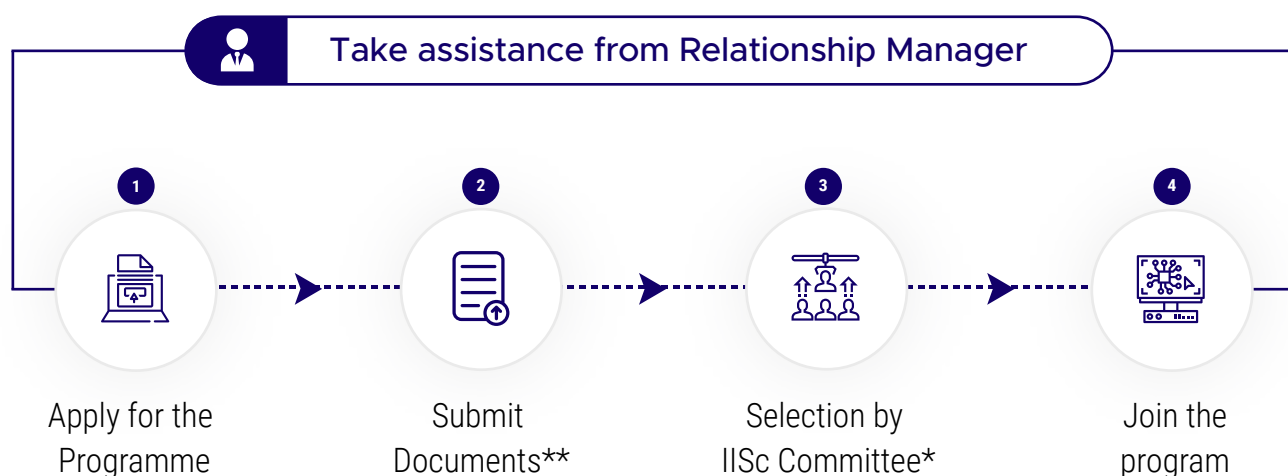 Take assistance from Relationship Manager
1
2
3
4
Apply for the
Programme
Submit
Documents**
Selection by
IISc Committee*
Join the
program